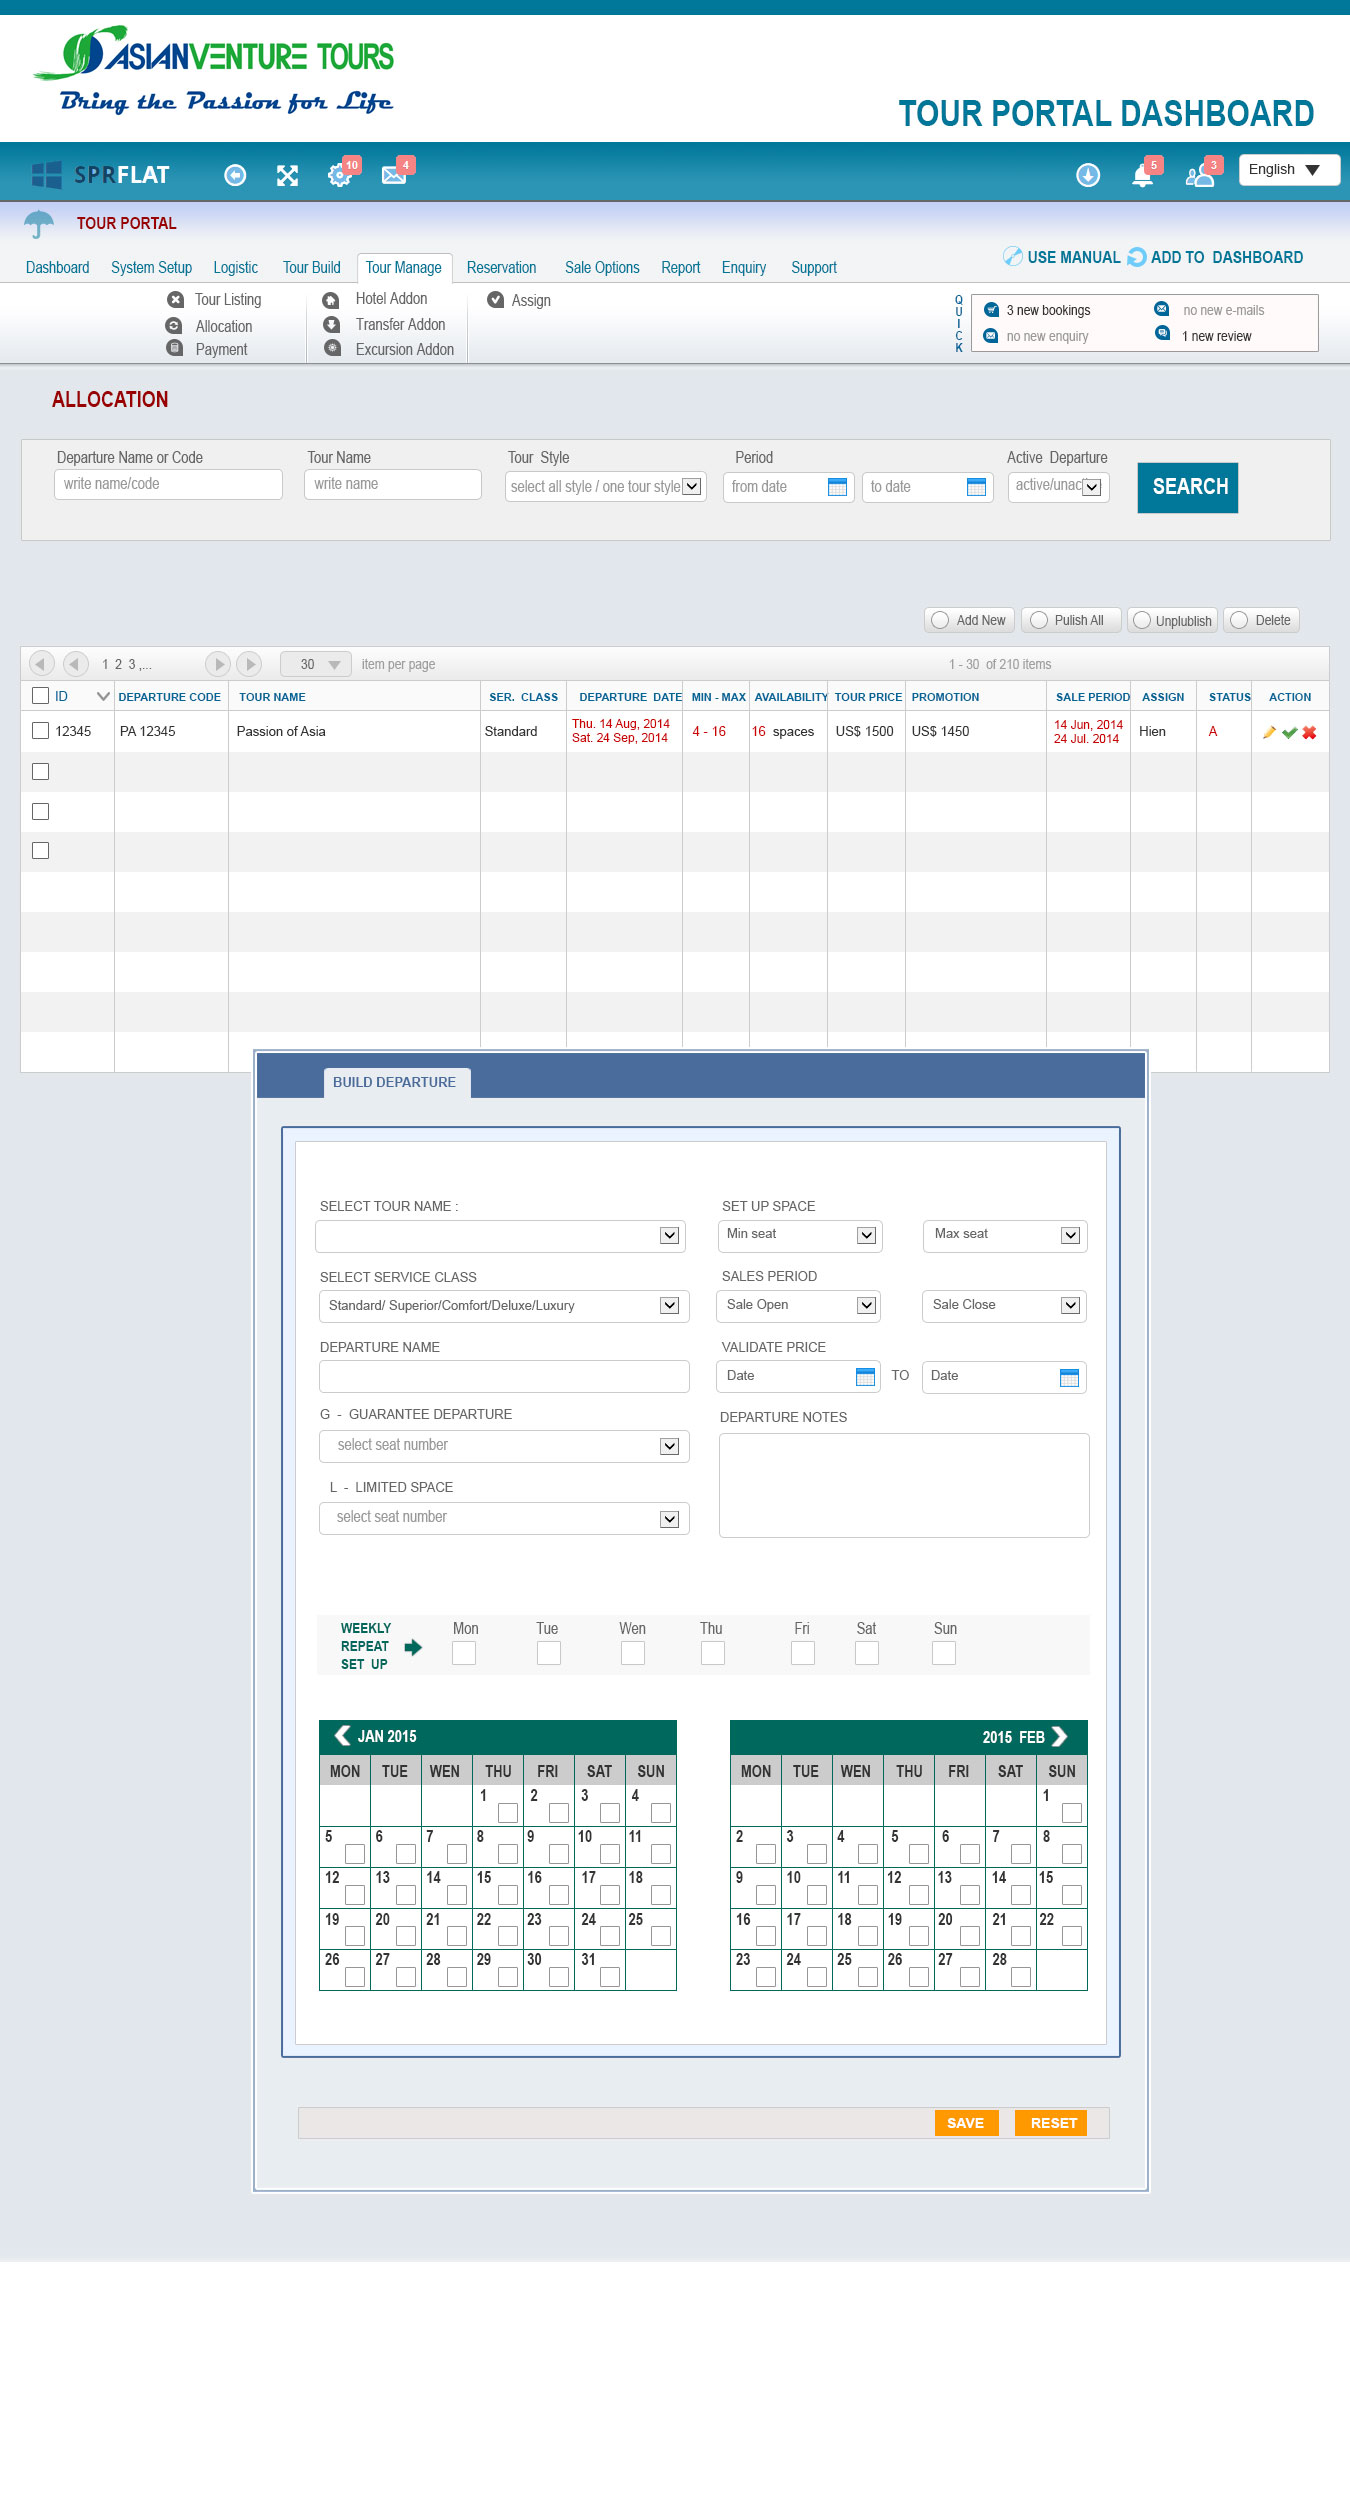 ASIANVENTURE TOURS
Bring the Passion for Life
TOUR PORTAL DASHBOARD
SPRFLAT 10 4 5 3 English
TOUR PORTAL
USE MANUAL ADD TO DASHBOARD
Dashboard System Setup Logistic Tour Build Tour Manage Reservation Sale Options Report Enquiry Support
Tour Listing Hotel Addon Assign
Allocation Transfer Addon
Payment Excursion Addon
QUICK
3 new bookings no new e-mails
no new enquiry 1 new review
ALLOCATION
Departure Name or Code Tour Name Tour Style Period Active Departure
write name/code write name select all style / one tour style from date to date active/unact SEARCH
Add New Pulish All Unplublish Delete
1 2 3 ,... 30 item per page 1 - 30 of 210 items
ID DEPARTURE CODE TOUR NAME SER. CLASS DEPARTURE DATE MIN - MAX AVAILABILITY TOUR PRICE PROMOTION SALE PERIOD ASSIGN STATUS ACTION
12345 PA 12345 Passion of Asia Standard Thu. 14 Aug, 2014 4 - 16 16 spaces US$ 1500 US$ 1450 14 Jun, 2014 Hien A
Sat. 24 Sep, 2014 24 Jul. 2014
BUILD DEPARTURE
SELECT TOUR NAME : SET UP SPACE
Min seat Max seat
SELECT SERVICE CLASS SALES PERIOD
Standard/ Superior/Comfort/Deluxe/Luxury Sale Open Sale Close
DEPARTURE NAME VALIDATE PRICE
Date TO Date
G - GUARANTEE DEPARTURE DEPARTURE NOTES
select seat number
L - LIMITED SPACE
select seat number
WEEKLY REPEAT SET UP Mon Tue Wen Thu Fri Sat Sun
JAN 2015
MON TUE WEN THU FRI SAT SUN
1 2 3 4
5 6 7 8 9 10 11
12 13 14 15 16 17 18
19 20 21 22 23 24 25
26 27 28 29 30 31
2015 FEB
MON TUE WEN THU FRI SAT SUN
1
2 3 4 5 6 7 8
9 10 11 12 13 14 15
16 17 18 19 20 21 22
23 24 25 26 27 28
SAVE RESET